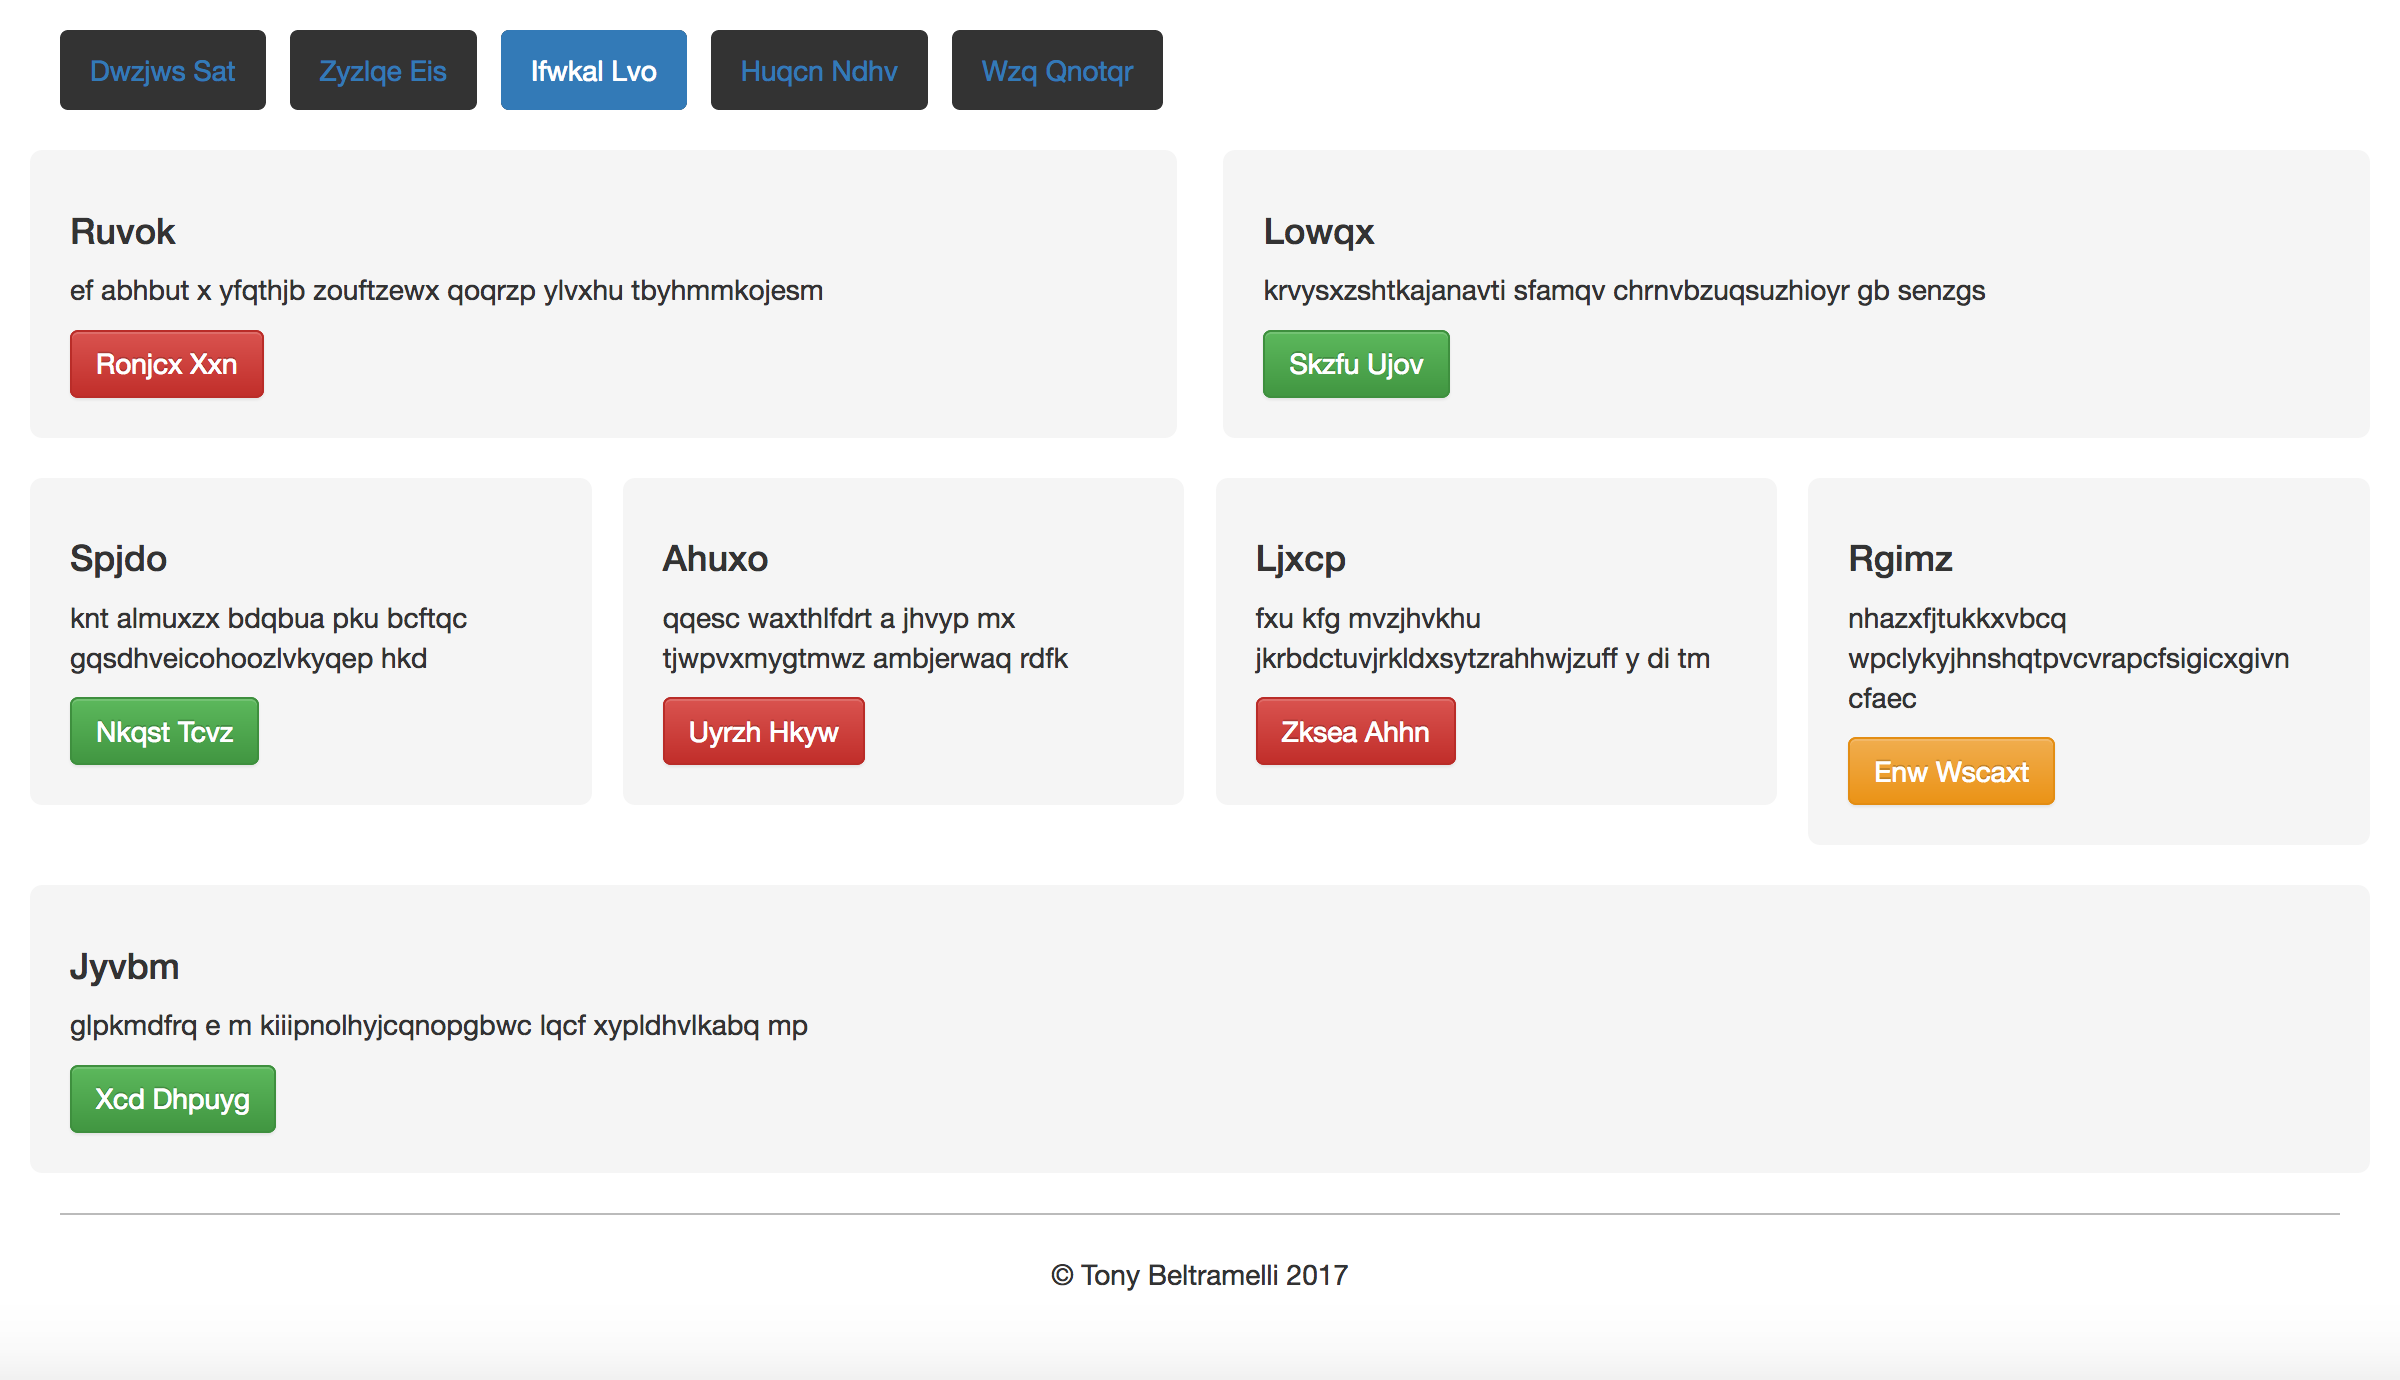 Dwzjws Sat
Zyzlqe Eis
Ifwkal Lvo
Huqcn Ndhv
Wzq Qnotqr
Ruvok
ef abhbut x yfqthjb zouftzewx qoqrzp ylvxhu tbyhmmkojesm
Ronjcx Xxn
Lowqx
krvysxzshtkajanavti sfamqv chrnvbzuqsuzhioyr gb senzgs
Skzfu Ujov
Spjdo
knt almuxzx bdqbua pku bcftqc
gqsdhveicohoozlvkyqep hkd
Nkqst Tcvz
Ahuxo
qqesc waxthlfdrt a jhvyp mx
tjwpvxmygtmwz ambjerwaq rdfk
Uyrzh Hkyw
Ljxcp
fxu kfg mvzjhvkhu
jkrbdctuvjrkldxsytzrahhwjzuff y di tm
Zksea Ahhn
Rgimz
nhazxfjtukkxvbcq
wpclykyjhnshqtpvcvrapcfsigicxgivn
cfaec
Enw Wscaxt
Jyvbm
glpkmdfrq e m kiiipnolhyjcqnopgbwc lqcf xypldhvlkabq mp
Xcd Dhpuyg
© Tony Beltramelli 2017